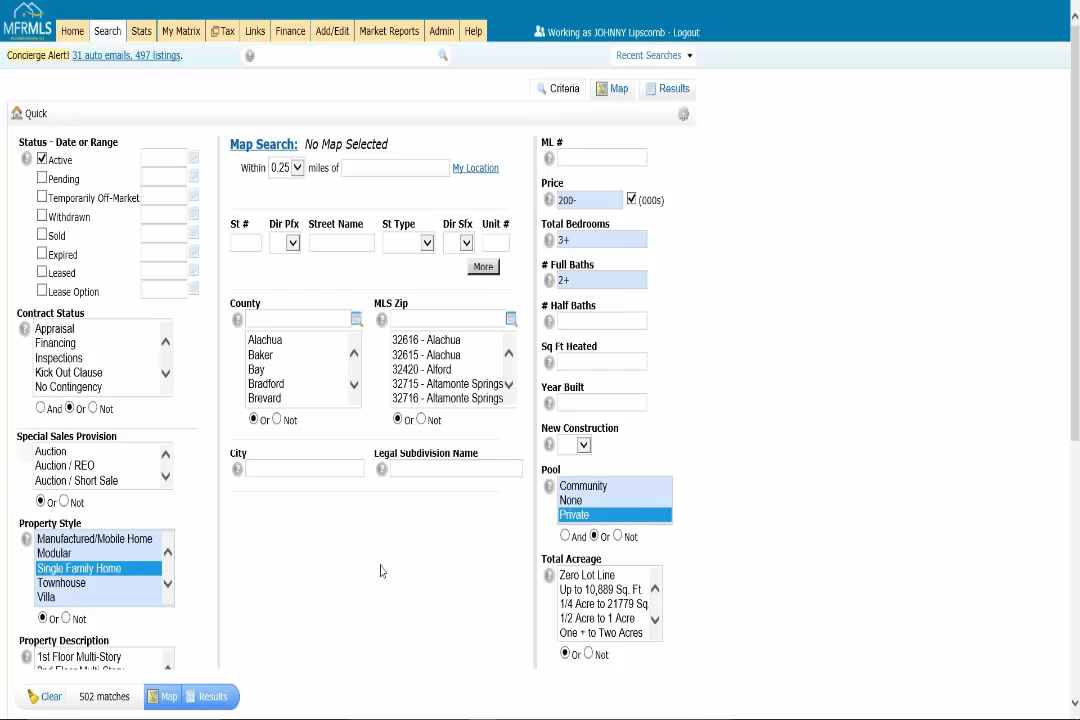 MFRMLS
Home Search Stats My Matrix Tax Links Finance Add/Edit Market Reports Admin Help
Working as JOHNNY Lipscomb - Logout
Concierge Alert! 31 auto emails, 497 listings.
Recent Searches
Criteria Map Results
Quick
Status - Date or Range
Active
Pending
Temporarily Off-Market
Withdrawn
Sold
Expired
Leased
Lease Option
Contract Status
Appraisal
Financing
Inspections
Kick Out Clause
No Contingency
And Or Not
Special Sales Provision
Auction
Auction / REO
Auction / Short Sale
Or Not
Property Style
Manufactured/Mobile Home
Modular
Single Family Home
Townhouse
Villa
Or Not
Property Description
1st Floor Multi-Story
Map Search: No Map Selected
Within 0.25 miles of My Location
St # Dir Pfx Street Name St Type Dir Sfx Unit #
More
County
Alachua
Baker
Bay
Bradford
Brevard
Or Not
MLS Zip
32616 - Alachua
32615 - Alachua
32420 - Alford
32715 - Altamonte Springs
32716 - Altamonte Springs
Or Not
City
Legal Subdivision Name
ML #
Price
200- (000s)
Total Bedrooms
3+
# Full Baths
2+
# Half Baths
Sq Ft Heated
Year Built
New Construction
Pool
Community
None
Private
And Or Not
Total Acreage
Zero Lot Line
Up to 10,889 Sq. Ft.
1/4 Acre to 21779 Sq.
1/2 Acre to 1 Acre
One + to Two Acres
Or Not
Clear 502 matches Map Results